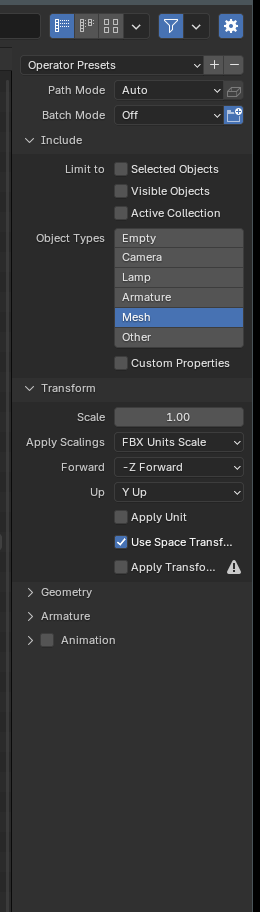 Operator Presets
Path Mode Auto
Batch Mode Off
Include
Limit to Selected Objects
Visible Objects
Active Collection
Object Types Empty
Camera
Lamp
Armature
Mesh
Other
Custom Properties
Transform
Scale 1.00
Apply Scalings FBX Units Scale
Forward -Z Forward
Up Y Up
Apply Unit
Use Space Transf...
Apply Transfo...
Geometry
Armature
Animation